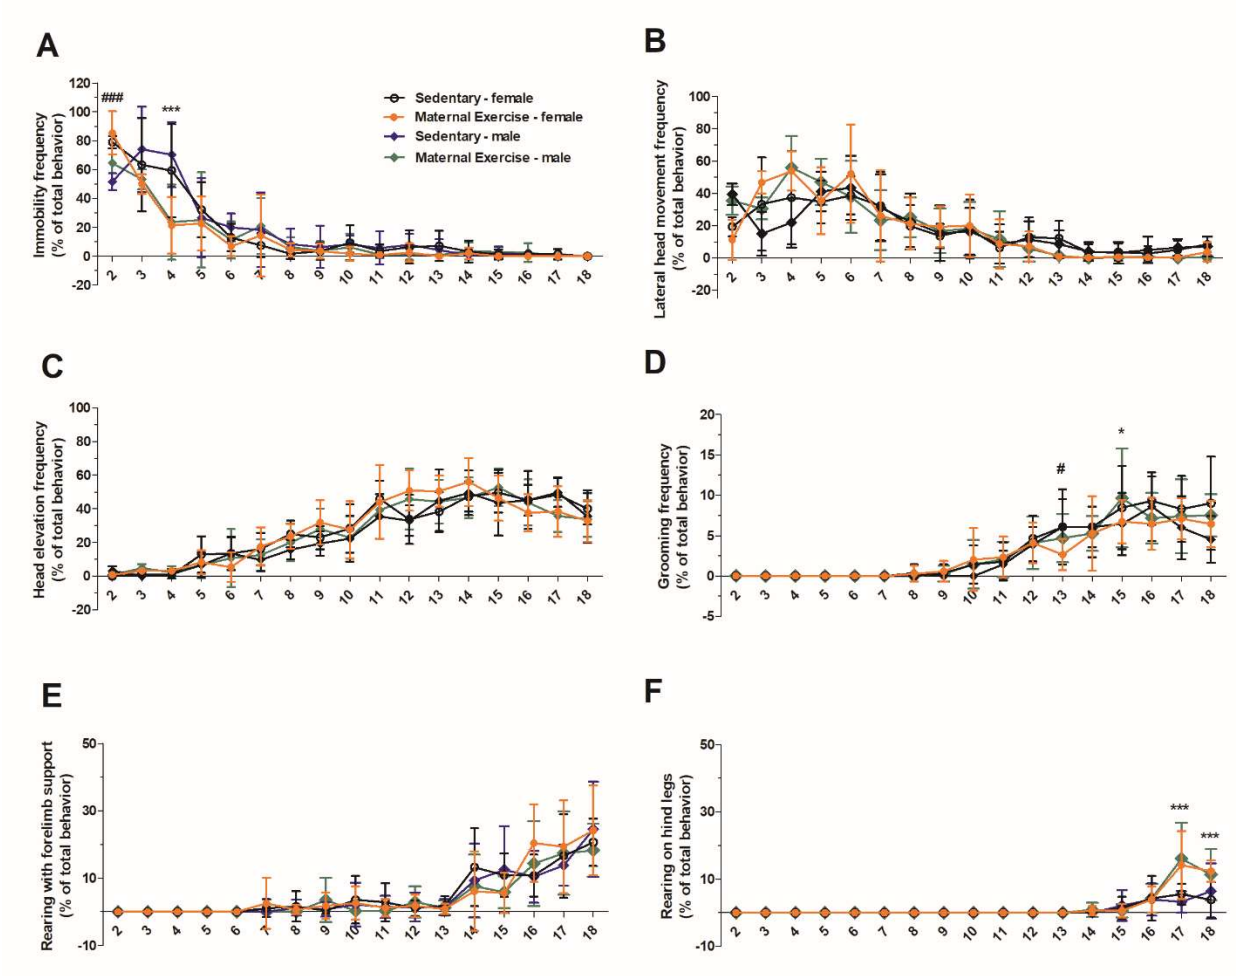 A
Immobility frequency
(% of total behavior)
120
100
80
60
40
20
0
-20
###
***
2 3 4 5 6 7 8 9 10 11 12 13 14 15 16 17 18
Sedentary - female
Maternal Exercise - female
Sedentary - male
Maternal Exercise - male
B
Lateral head movement frequency
(% of total behavior)
100
80
60
40
20
0
-20
2 3 4 5 6 7 8 9 10 11 12 13 14 15 16 17 18
C
Head elevation frequency
(% of total behavior)
100
80
60
40
20
0
-20
2 3 4 5 6 7 8 9 10 11 12 13 14 15 16 17 18
D
Grooming frequency
(% of total behavior)
20
15
10
5
0
-5
#
*
2 3 4 5 6 7 8 9 10 11 12 13 14 15 16 17 18
E
Rearing with forelimb support
(% of total behavior)
50
30
10
-10
2 3 4 5 6 7 8 9 10 11 12 13 14 15 16 17 18
F
Rearing on hind legs
(% of total behavior)
50
30
10
-10
***
***
2 3 4 5 6 7 8 9 10 11 12 13 14 15 16 17 18